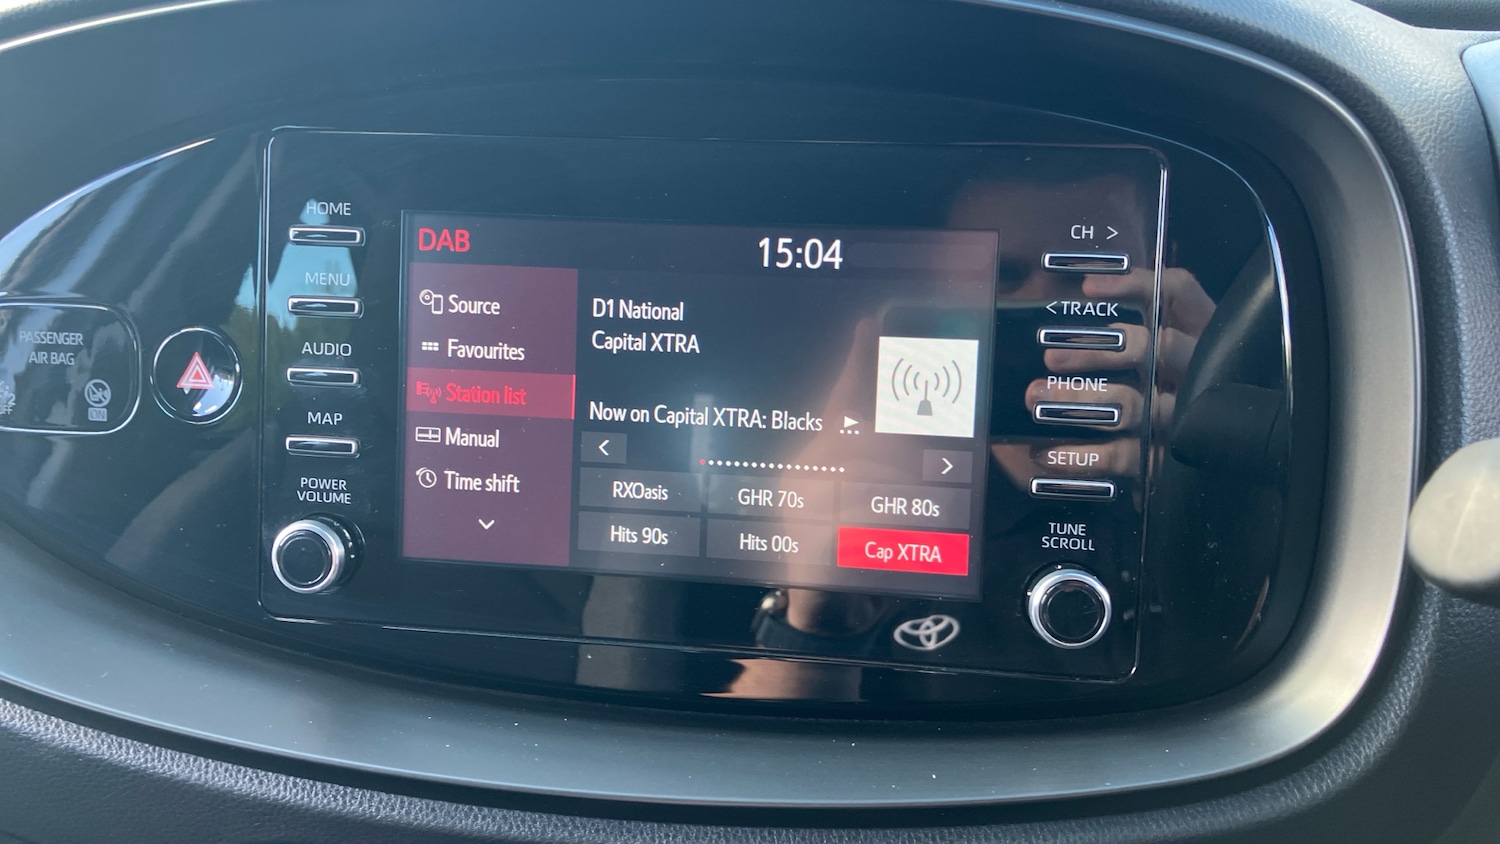 HOME
MENU
AUDIO
MAP
POWER
VOLUME
PASSENGER
AIR BAG
OFF
ON
DAB
15:04
Source
Favourites
Station list
Manual
Time shift
D1 National
Capital XTRA
Now on Capital XTRA: Blacks
<
>
RXOasis
GHR 70s
GHR 80s
Hits 90s
Hits 00s
Cap XTRA
CH >
< TRACK
PHONE
SETUP
TUNE
SCROLL